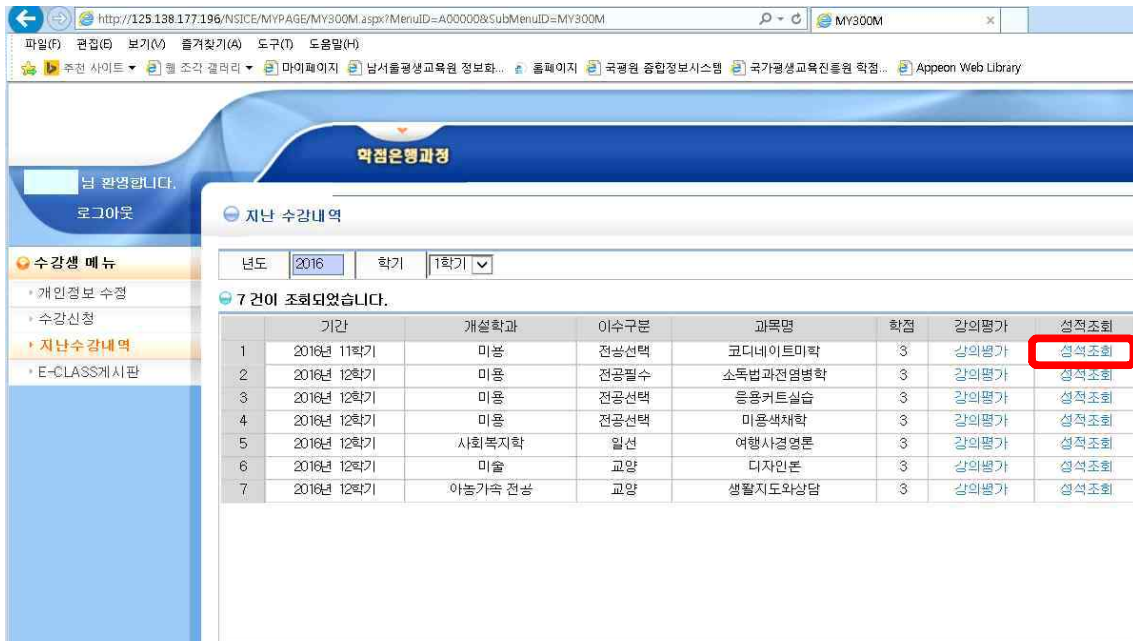 http://125.138.177.196/NSICE/MYPAGE/MY300M.aspx?MenuID=A00000&SubMenuID=MY300M MY300M
파일(F) 편집(E) 보기(V) 즐겨찾기(A) 도구(T) 도움말(H)
추천 사이트 웹 조각 갤러리 마이페이지 남서울평생교육원 정보화... 홈페이지 국평원 종합정보시스템 국가평생교육진흥원 학점... Appeon Web Library
학점은행과정
님 환영합니다.
로그아웃
지난 수강내역
수강생 메뉴
년도 2016 학기 1학기
개인정보 수정
7 건이 조회되었습니다.
수강신청
지난수강내역
E-CLASS게시판
기간 개설학과 이수구분 과목명 학점 강의평가 성적조회
1 2016년 11학기 미용 전공선택 코디네이트미학 3 강의평가 성적조회
2 2016년 12학기 미용 전공필수 소독법과전염병학 3 강의평가 성적조회
3 2016년 12학기 미용 전공선택 응용커트실습 3 강의평가 성적조회
4 2016년 12학기 미용 전공선택 미용색채학 3 강의평가 성적조회
5 2016년 12학기 사회복지학 일선 여행사경영론 3 강의평가 성적조회
6 2016년 12학기 미술 교양 디자인론 3 강의평가 성적조회
7 2016년 12학기 아동가족 전공 교양 생활지도와상담 3 강의평가 성적조회